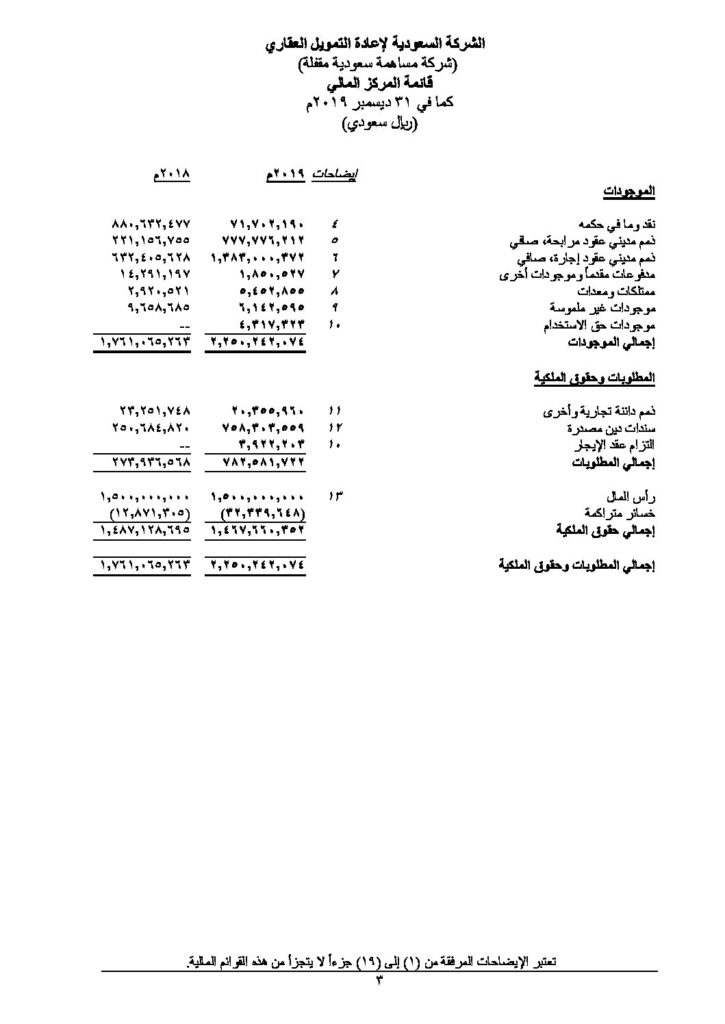 الشركة السعودية لإعادة التمويل العقاري
(شركة مساهمة سعودية مقفلة)
قائمة المركز المالي
كما في ٣١ ديسمبر ٢٠١٩م
(ريال سعودي)
إيضاحات ٢٠١٩م ٢٠١٨م
الموجودات
نقد وما في حكمه ٤ ٧١,٧٠٢,١٩٠ ٨٨٠,٦٣٢,٤٧٧
ذمم مديني عقود مرابحة، صافي ٥ ٧٧٧,٧٧٦,٢١٢ ٢٢١,١٥٦,٧٥٥
ذمم مديني عقود إجارة، صافي ٦ ١,٣٨٣,٠٠٠,٣٧٢ ٦٣٢,٤٠٥,٦٢٨
مدفوعات مقدماً وموجودات أخرى ٧ ١,٨٥٠,٥٢٧ ١٤,٢٩١,١٩٧
ممتلكات ومعدات ٨ ٥,٤٥٢,٨٥٥ ٢,٩٢٠,٥٢١
موجودات غير ملموسة ٩ ٦,١٤٢,٥٩٥ ٩,٦٥٨,٦٨٥
موجودات حق الاستخدام ١٠ ٤,٣١٧,٣٢٣ --
إجمالي الموجودات ٢,٢٥٠,٢٤٢,٠٧٤ ١,٧٦١,٠٦٥,٢٦٣
المطلوبات وحقوق الملكية
ذمم دائنة تجارية وأخرى ١١ ٢٠,٣٥٥,٩٦٠ ٢٣,٢٥١,٧٤٨
سندات دين مصدرة ١٢ ٧٥٨,٣٠٣,٥٥٩ ٢٥٠,٦٨٤,٨٢٠
التزام عقد الإيجار ١٠ ٣,٩٢٢,٢٠٣ --
إجمالي المطلوبات ٧٨٢,٥٨١,٧٢٢ ٢٧٣,٩٣٦,٥٦٨
رأس المال ١٣ ١,٥٠٠,٠٠٠,٠٠٠ ١,٥٠٠,٠٠٠,٠٠٠
خسائر متراكمة (٣٢,٣٣٩,٦٤٨) (١٢,٨٧١,٣٠٥)
إجمالي حقوق الملكية ١,٤٦٧,٦٦٠,٣٥٢ ١,٤٨٧,١٢٨,٦٩٥
إجمالي المطلوبات وحقوق الملكية ٢,٢٥٠,٢٤٢,٠٧٤ ١,٧٦١,٠٦٥,٢٦٣
تعتبر الإيضاحات المرفقة من (١) إلى (١٩) جزءاً لا يتجزأ من هذه القوائم المالية.
٣